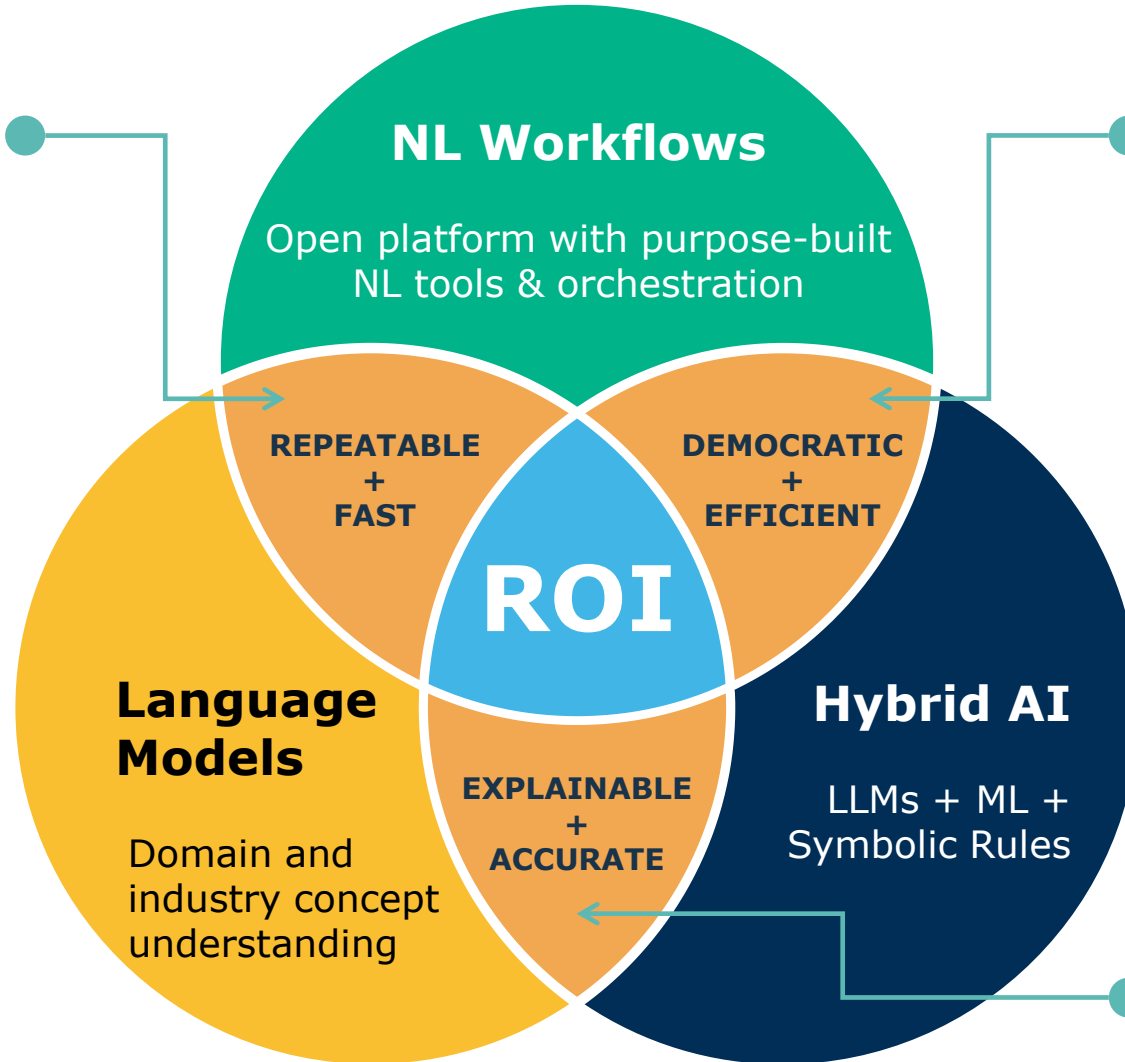 NL Workflows
Open platform with purpose-built
NL tools & orchestration
REPEATABLE
+
FAST
DEMOCRATIC
+
EFFICIENT
ROI
Language
Models
Domain and
industry concept
understanding
EXPLAINABLE
+
ACCURATE
Hybrid AI
LLMs + ML +
Symbolic Rules